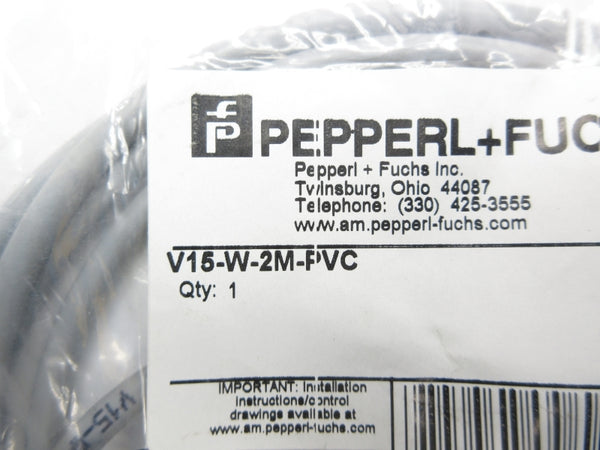 PEPPERL+FUC
Pepperl + Fuchs Inc.
Twinsburg, Ohio 44087
Telephone: (330) 425-3555
www.am.pepperl-fuchs.com
V15-W-2M-PVC
Qty: 1
IMPORTANT: Installation
instructions/control
drawings available at
www.am.pepperl-fuchs.com